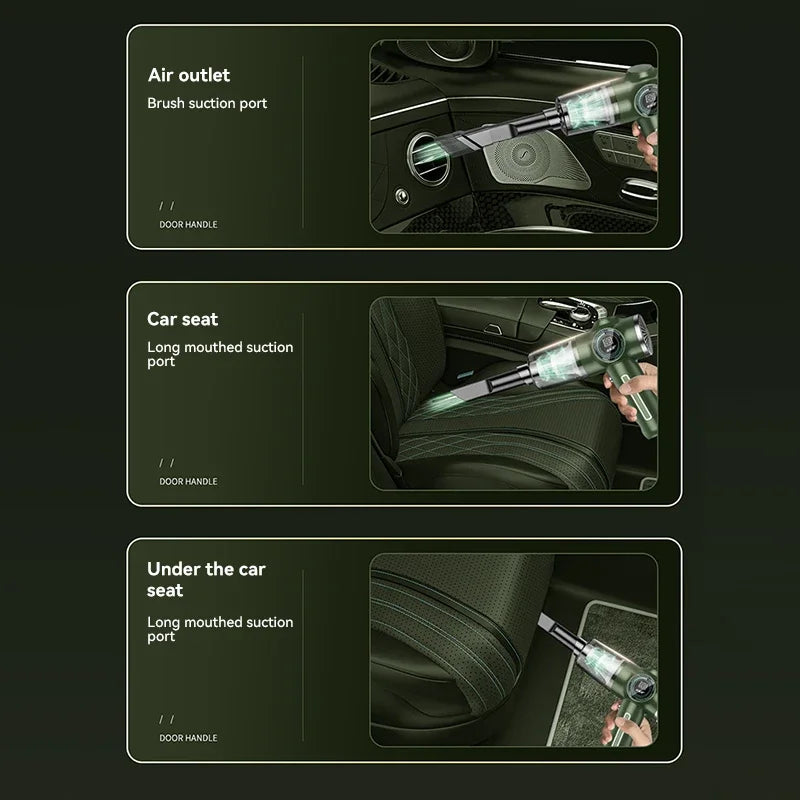 Air outlet
Brush suction port
/ /
DOOR HANDLE
Car seat
Long mouthed suction
port
/ /
DOOR HANDLE
Under the car
seat
Long mouthed suction
port
/ /
DOOR HANDLE